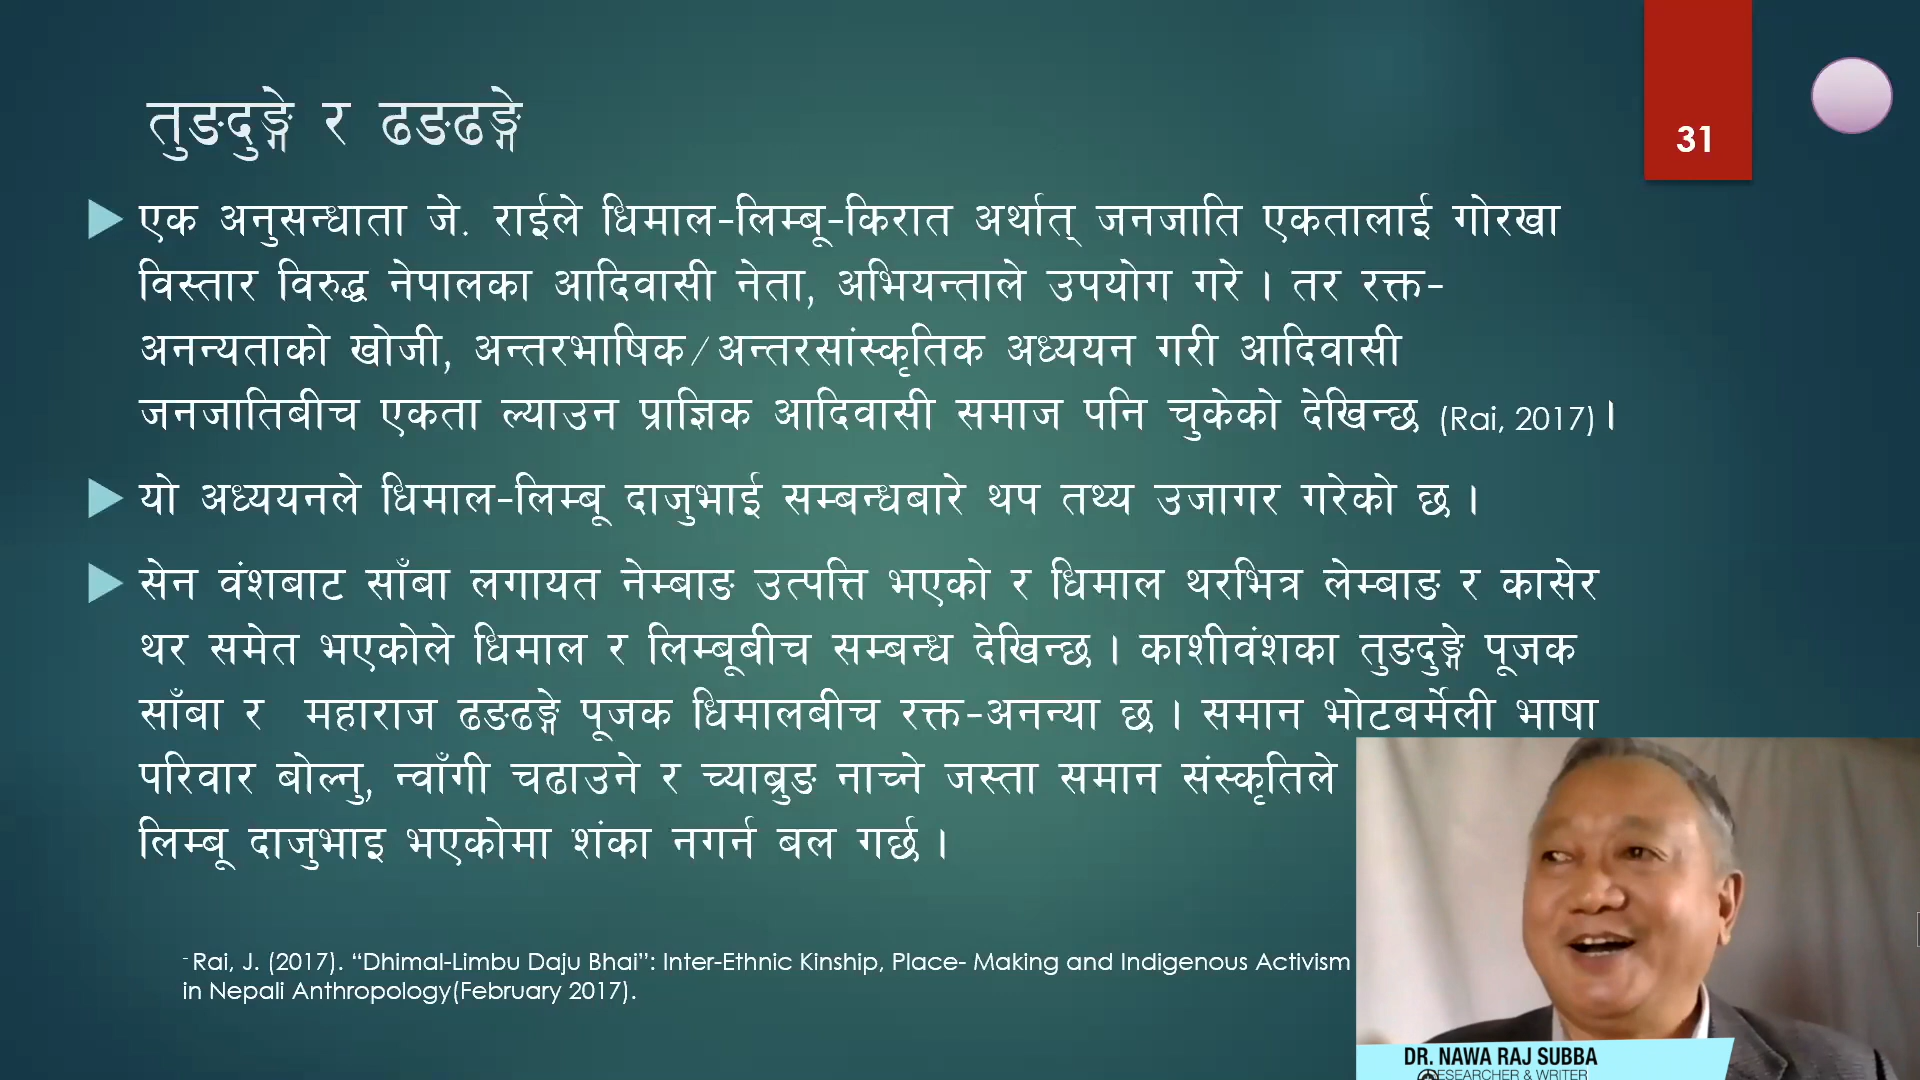 तुङदुङ्गे र ढङढङ्गे
31
एक अनुसन्धाता जे. राईले धिमाल-लिम्बू-किरात अर्थात् जनजाति एकतालाई गोरखा
विस्तार विरुद्ध नेपालका आदिवासी नेता, अभियन्ताले उपयोग गरे । तर रक्त-
अनन्यताको खोजी, अन्तरभाषिक/अन्तरसांस्कृतिक अध्ययन गरी आदिवासी
जनजातिबीच एकता ल्याउन प्राज्ञिक आदिवासी समाज पनि चुकेको देखिन्छ (Rai, 2017) ।
यो अध्ययनले धिमाल-लिम्बू दाजुभाई सम्बन्धबारे थप तथ्य उजागर गरेको छ ।
सेन वंशबाट साँबा लगायत नेम्बाङ उत्पत्ति भएको र धिमाल थरभित्र लेम्बाङ र कासेर
थर समेत भएकोले धिमाल र लिम्बूबीच सम्बन्ध देखिन्छ । काशीवंशका तुङदुङ्गे पूजक
साँबा र महाराज ढङढङ्गे पूजक धिमालबीच रक्त-अनन्या छ । समान भोटबर्मेली भाषा
परिवार बोल्नु, न्वाँगी चढाउने र च्याब्रुङ नाच्ने जस्ता समान संस्कृतिले
लिम्बू दाजुभाइ भएकोमा शंका नगर्न बल गर्छ ।
- Rai, J. (2017). “Dhimal-Limbu Daju Bhai”: Inter-Ethnic Kinship, Place- Making and Indigenous Activism
in Nepali Anthropology(February 2017).
DR. NAWA RAJ SUBBA
RESEARCHER & WRITER